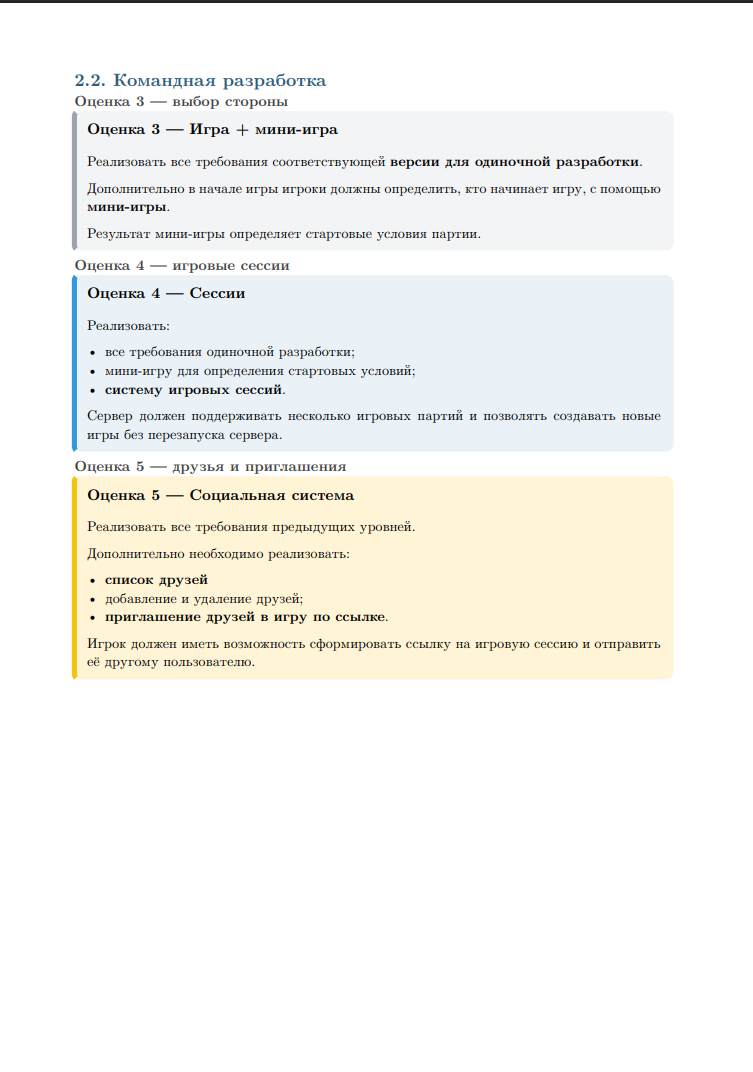 2.2. Командная разработка
Оценка 3 — выбор стороны
Оценка 3 — Игра + мини-игра
Реализовать все требования соответствующей версии для одиночной разработки.
Дополнительно в начале игры игроки должны определить, кто начинает игру, с помощью
мини-игры.
Результат мини-игры определяет стартовые условия партии.
Оценка 4 — игровые сессии
Оценка 4 — Сессии
Реализовать:
• все требования одиночной разработки;
• мини-игру для определения стартовых условий;
• систему игровых сессий.
Сервер должен поддерживать несколько игровых партий и позволять создавать новые
игры без перезапуска сервера.
Оценка 5 — друзья и приглашения
Оценка 5 — Социальная система
Реализовать все требования предыдущих уровней.
Дополнительно необходимо реализовать:
• список друзей
• добавление и удаление друзей;
• приглашение друзей в игру по ссылке.
Игрок должен иметь возможность сформировать ссылку на игровую сессию и отправить
её другому пользователю.